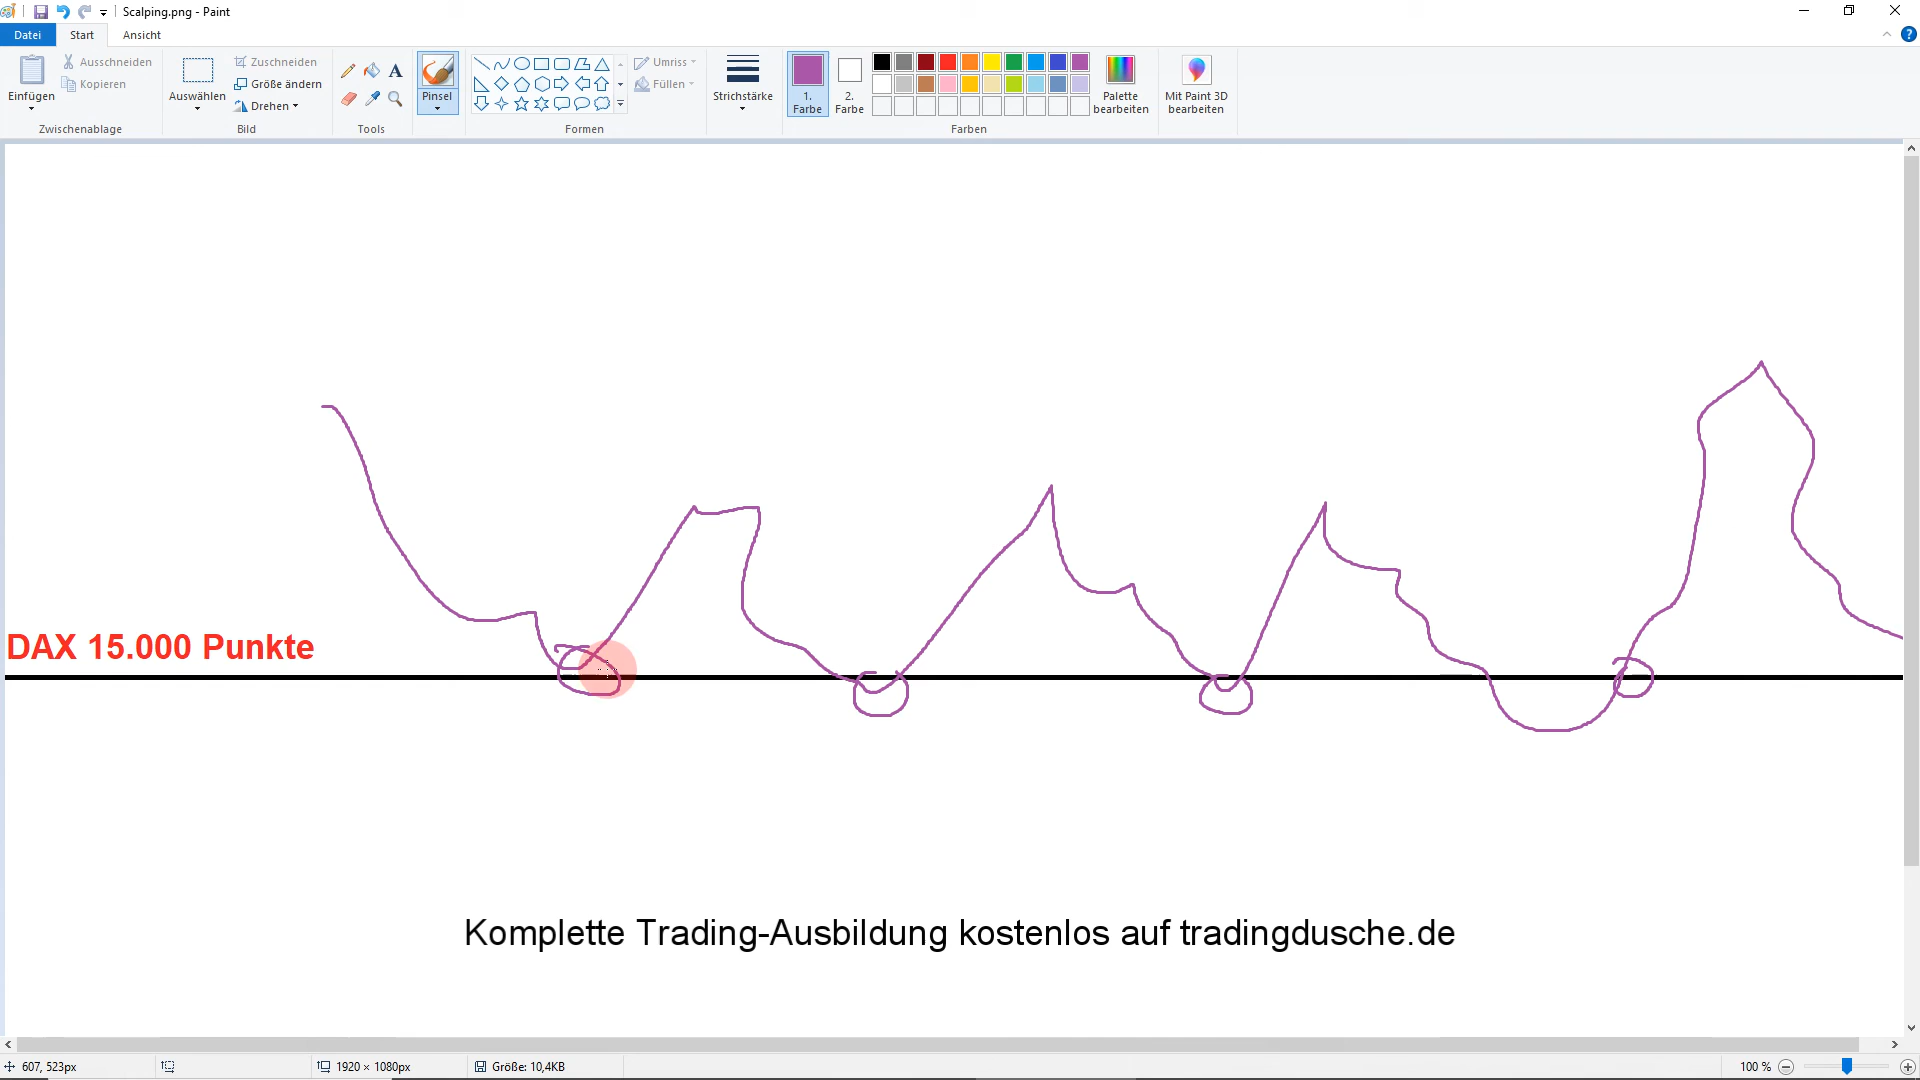 Scalping.png - Paint
Datei Start Ansicht
Einfügen
Ausschneiden
Kopieren
Zwischenablage
Auswählen
Zuschneiden
Größe ändern
Drehen
Bild
Tools
Pinsel
Formen
Umriss
Füllen
Strichstärke
1.
Farbe
2.
Farbe
Farben
Palette
bearbeiten
Mit Paint 3D
bearbeiten
DAX 15.000 Punkte
Komplette Trading-Ausbildung kostenlos auf tradingdusche.de
607, 523px
1920 × 1080px
Größe: 10,4KB
100 %